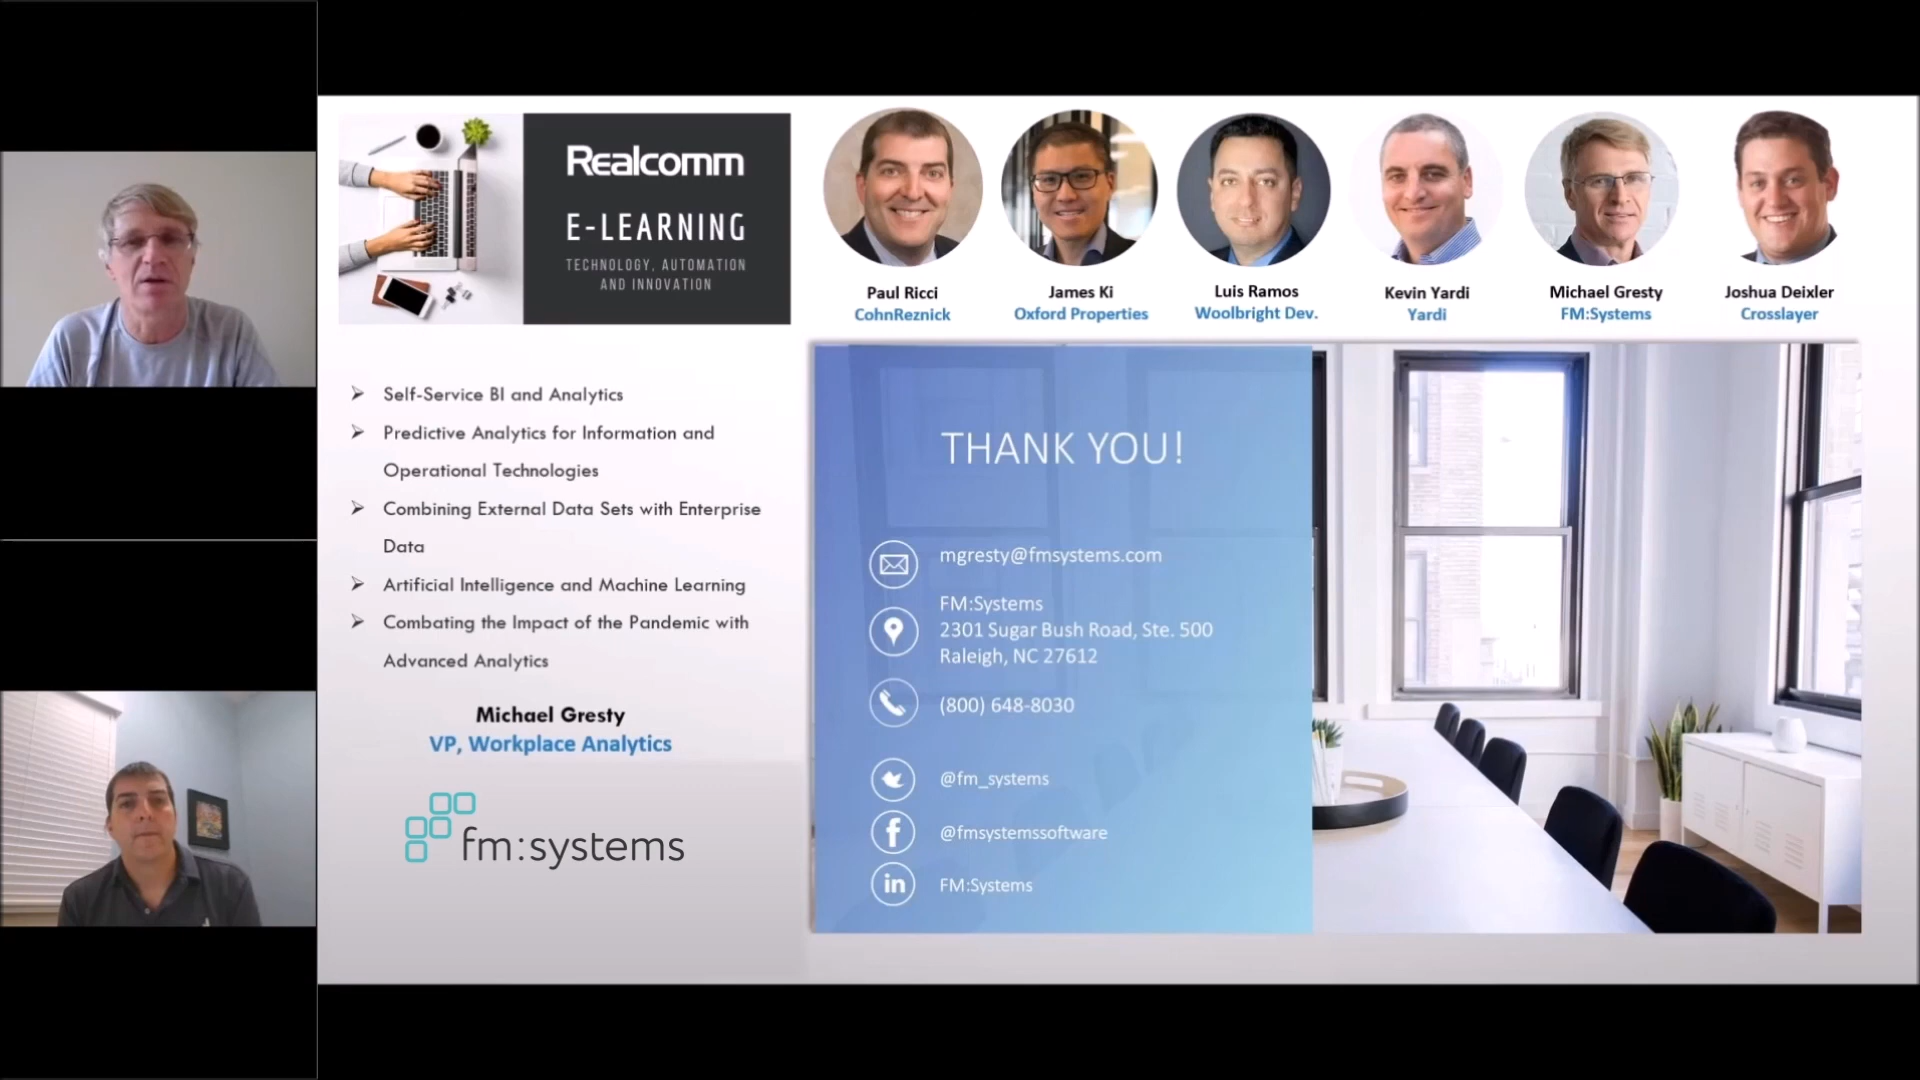 Realcomm
E-LEARNING
TECHNOLOGY, AUTOMATION
AND INNOVATION
Paul Ricci
CohnReznick
James Ki
Oxford Properties
Luis Ramos
Woolbright Dev.
Kevin Yardi
Yardi
Michael Gresty
FM:Systems
Joshua Deixler
Crosslayer
Self-Service BI and Analytics
Predictive Analytics for Information and
Operational Technologies
Combining External Data Sets with Enterprise
Data
Artificial Intelligence and Machine Learning
Combating the Impact of the Pandemic with
Advanced Analytics
Michael Gresty
VP, Workplace Analytics
fm:systems
THANK YOU!
mgresty@fmsystems.com
FM:Systems
2301 Sugar Bush Road, Ste. 500
Raleigh, NC 27612
(800) 648-8030
@fm_systems
@fmsystemssoftware
FM:Systems